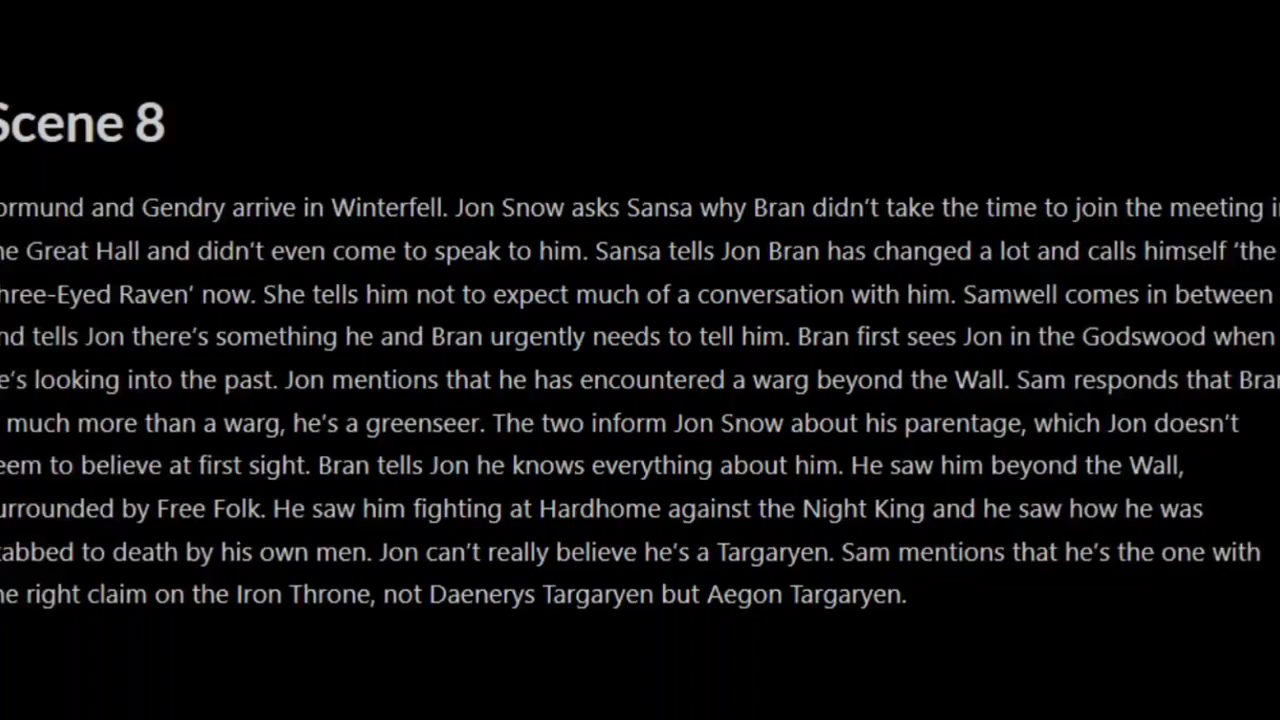 Scene 8
ormund and Gendry arrive in Winterfell. Jon Snow asks Sansa why Bran didn’t take the time to join the meeting i
he Great Hall and didn’t even come to speak to him. Sansa tells Jon Bran has changed a lot and calls himself ‘the
hree-Eyed Raven’ now. She tells him not to expect much of a conversation with him. Samwell comes in between
nd tells Jon there’s something he and Bran urgently needs to tell him. Bran first sees Jon in the Godswood when
e’s looking into the past. Jon mentions that he has encountered a warg beyond the Wall. Sam responds that Bran
much more than a warg, he’s a greenseer. The two inform Jon Snow about his parentage, which Jon doesn’t
eem to believe at first sight. Bran tells Jon he knows everything about him. He saw him beyond the Wall,
urrounded by Free Folk. He saw him fighting at Hardhome against the Night King and he saw how he was
tabbed to death by his own men. Jon can’t really believe he’s a Targaryen. Sam mentions that he’s the one with
he right claim on the Iron Throne, not Daenerys Targaryen but Aegon Targaryen.